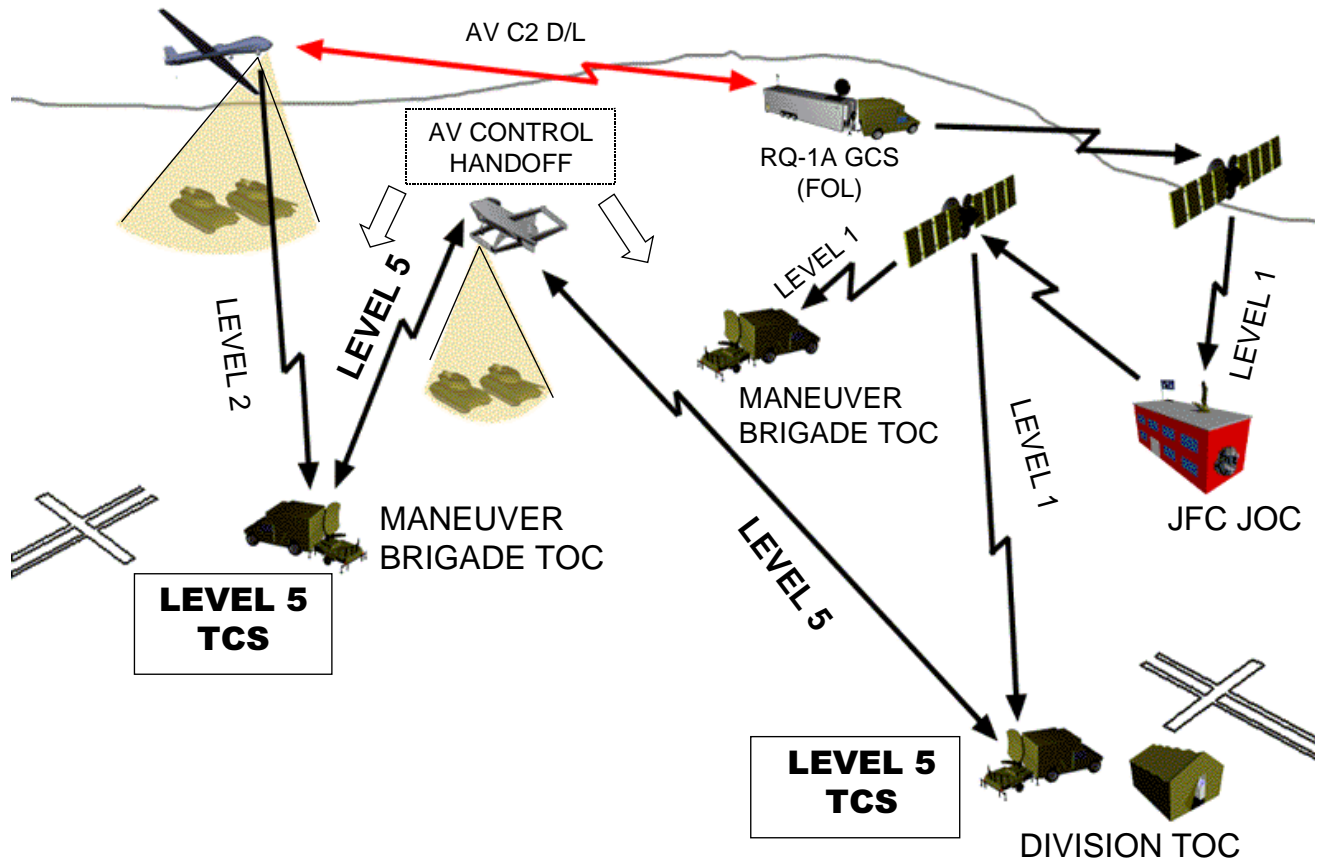 AV C2 D/L
AV CONTROL
HANDOFF
RQ-1A GCS
(FOL)
LEVEL 1
LEVEL 1
LEVEL 2
LEVEL 5
MANEUVER
BRIGADE TOC
LEVEL 1
JFC JOC
MANEUVER
BRIGADE TOC
LEVEL 5
LEVEL 5
TCS
LEVEL 5
TCS
DIVISION TOC